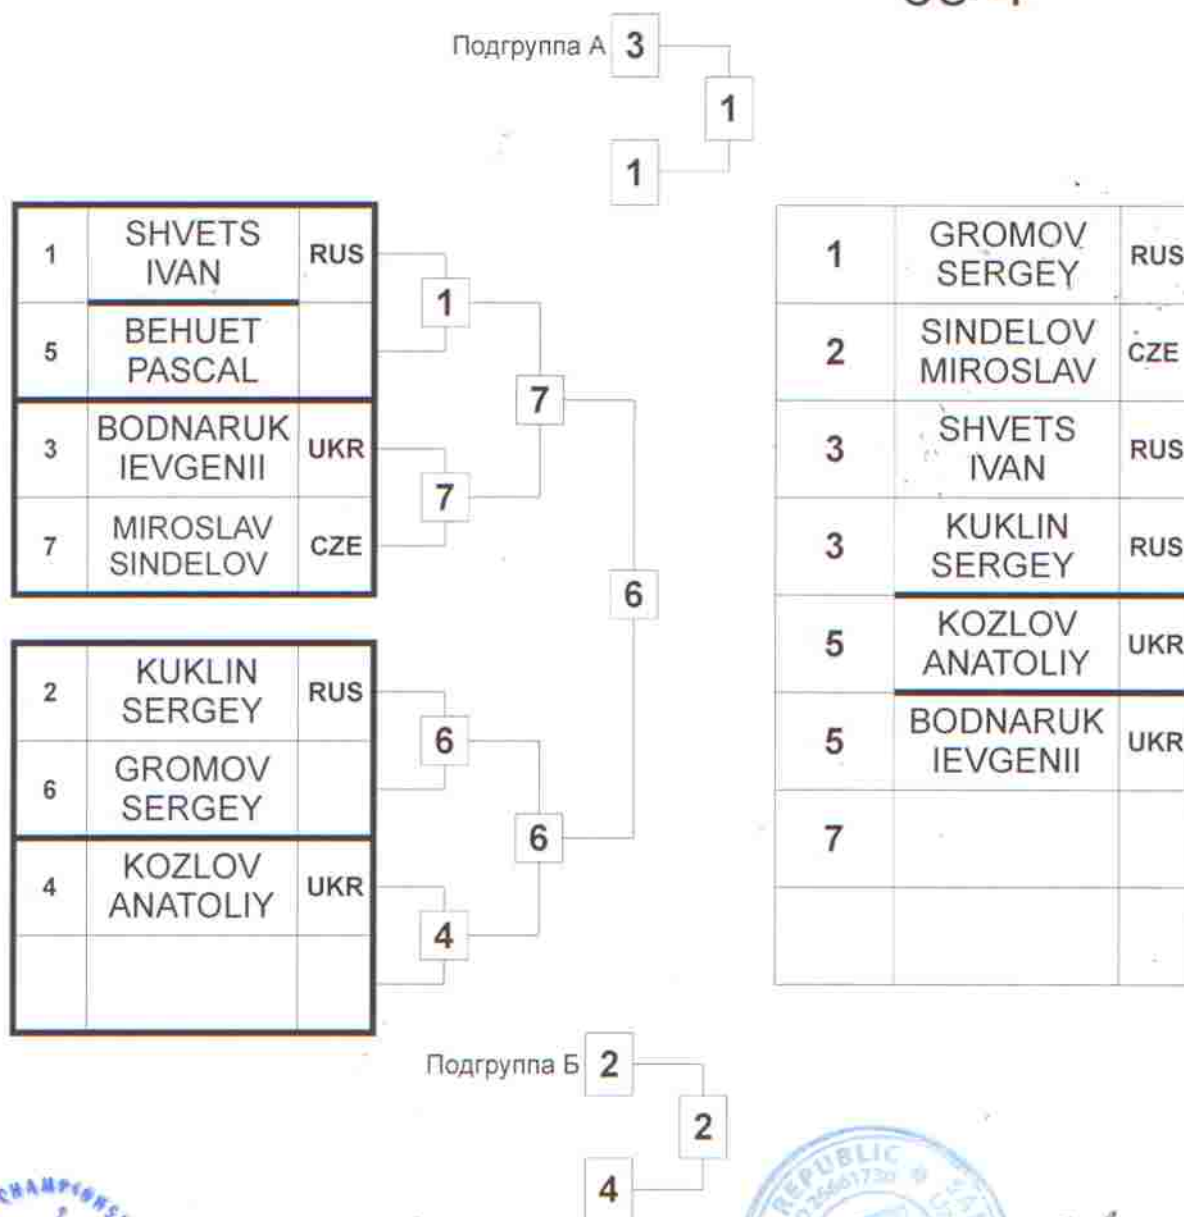 Подгруппа А 3
1
1
1 SHVETS IVAN RUS
5 BEHUET PASCAL
3 BODNARUK IEVGENII UKR
7 MIROSLAV SINDELOV CZE
1
7
7
6
2 KUKLIN SERGEY RUS
6 GROMOV SERGEY
4 KOZLOV ANATOLIY UKR
6
4
6
1 GROMOV SERGEY RUS
2 SINDELOV MIROSLAV CZE
3 SHVETS IVAN RUS
3 KUKLIN SERGEY RUS
5 KOZLOV ANATOLIY UKR
5 BODNARUK IEVGENII UKR
7
Подгруппа Б 2
2
4
REPUBLIC